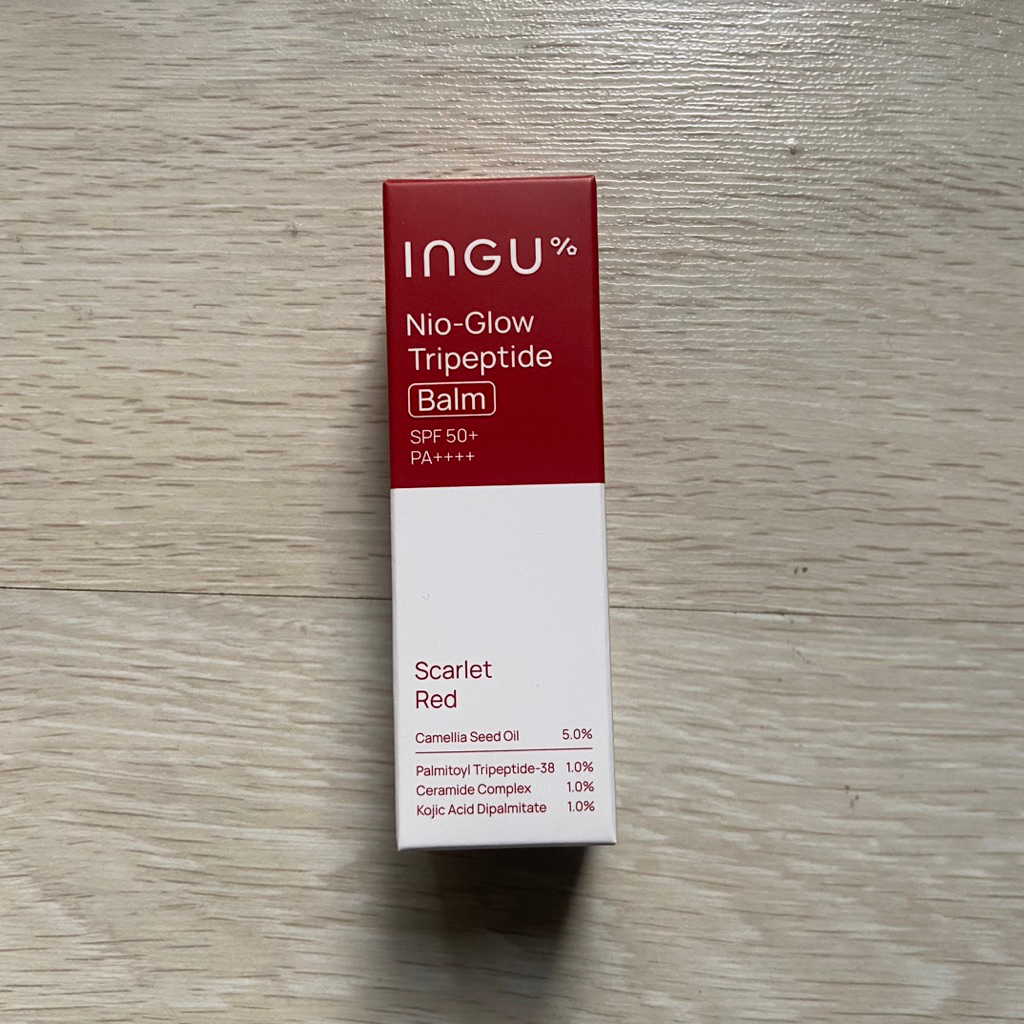 INGU%
Nio-Glow
Tripeptide
Balm
SPF 50+
PA++++
Scarlet
Red
Camellia Seed Oil 5.0%
Palmitoyl Tripeptide-38 1.0%
Ceramide Complex 1.0%
Kojic Acid Dipalmitate 1.0%